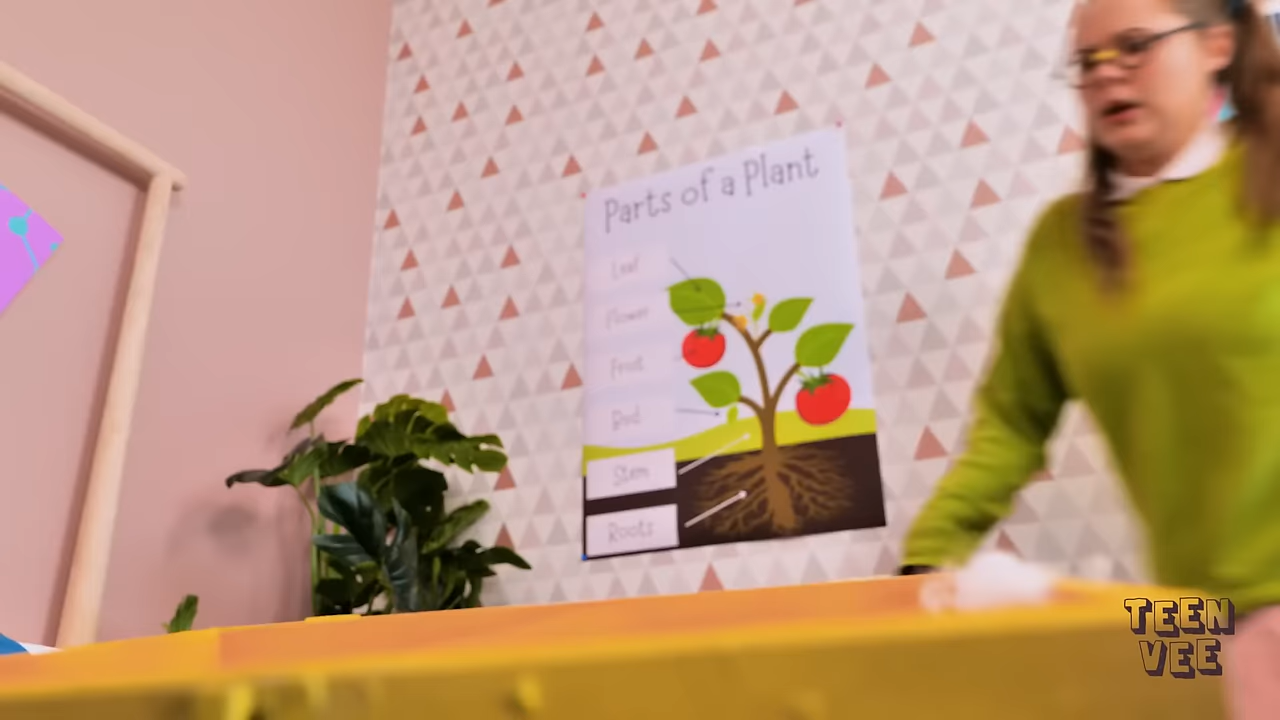 Parts of a Plant
Leaf
Flower
Fruit
Bud
Stem
Roots
TEEN
VEE